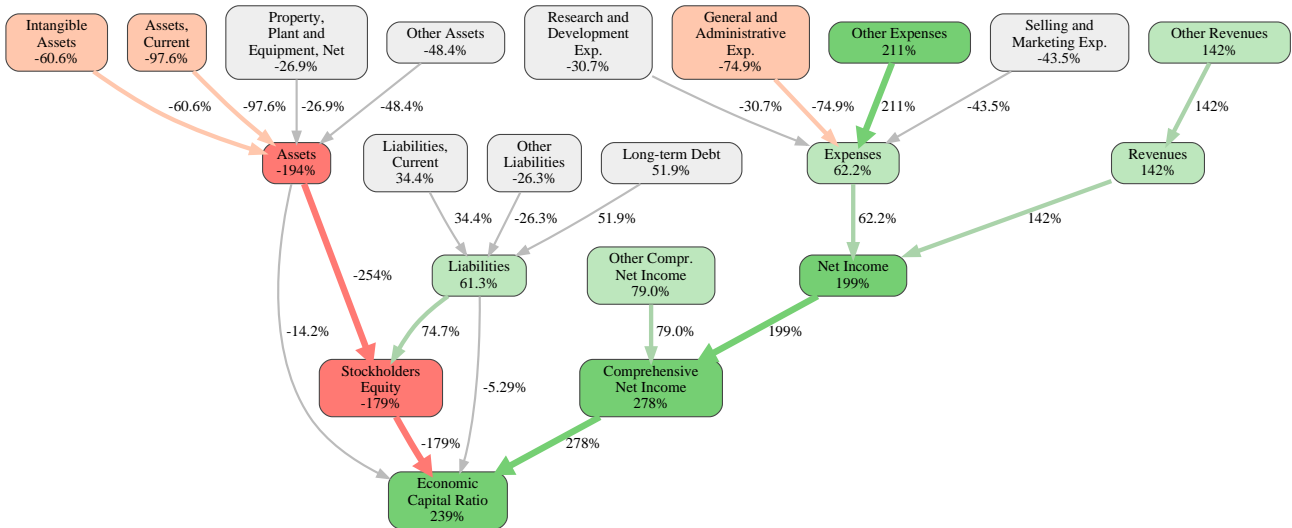 Intangible
Assets
-60.6%
Assets,
Current
-97.6%
Property,
Plant and
Equipment, Net
-26.9%
Other Assets
-48.4%
Research and
Development
Exp.
-30.7%
General and
Administrative
Exp.
-74.9%
Other Expenses
211%
Selling and
Marketing Exp.
-43.5%
Other Revenues
142%
-60.6%
-97.6%
-26.9%
-48.4%
-30.7%
-74.9%
211%
-43.5%
142%
Assets
-194%
Liabilities,
Current
34.4%
Other
Liabilities
-26.3%
Long-term Debt
51.9%
Expenses
62.2%
Revenues
142%
34.4%
-26.3%
51.9%
62.2%
142%
-254%
Liabilities
61.3%
Other Compr.
Net Income
79.0%
Net Income
199%
-14.2%
74.7%
79.0%
199%
Stockholders
Equity
-179%
-5.29%
Comprehensive
Net Income
278%
-179%
278%
Economic
Capital Ratio
239%